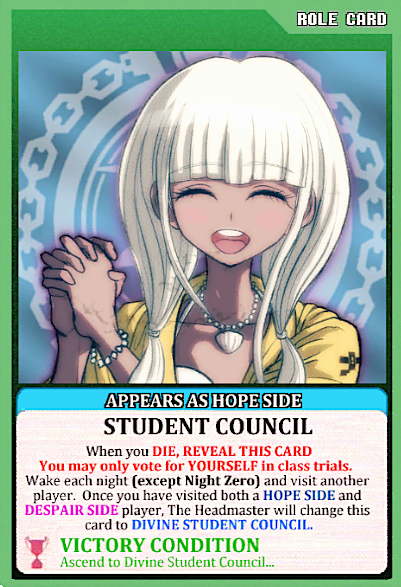 ROLE CARD
APPEARS AS HOPE SIDE
STUDENT COUNCIL
When you DIE, REVEAL THIS CARD
You may only vote for YOURSELF in class trials.
Wake each night (except Night Zero) and visit another
player. Once you have visited both a HOPE SIDE and
DESPAIR SIDE player, The Headmaster will change this
card to DIVINE STUDENT COUNCIL.
VICTORY CONDITION
Ascend to Divine Student Council...